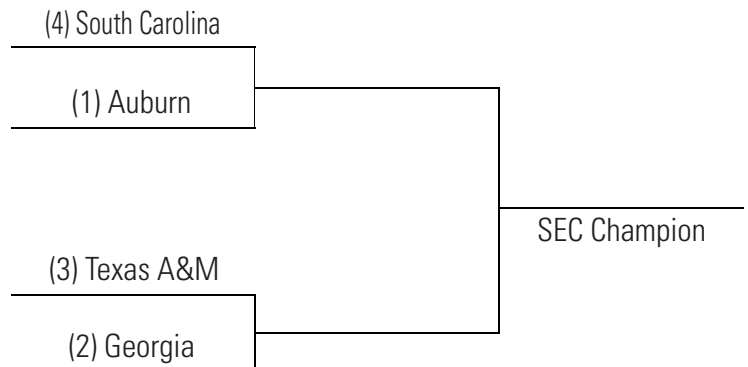 (4) South Carolina
(1) Auburn
SEC Champion
(3) Texas A&M
(2) Georgia